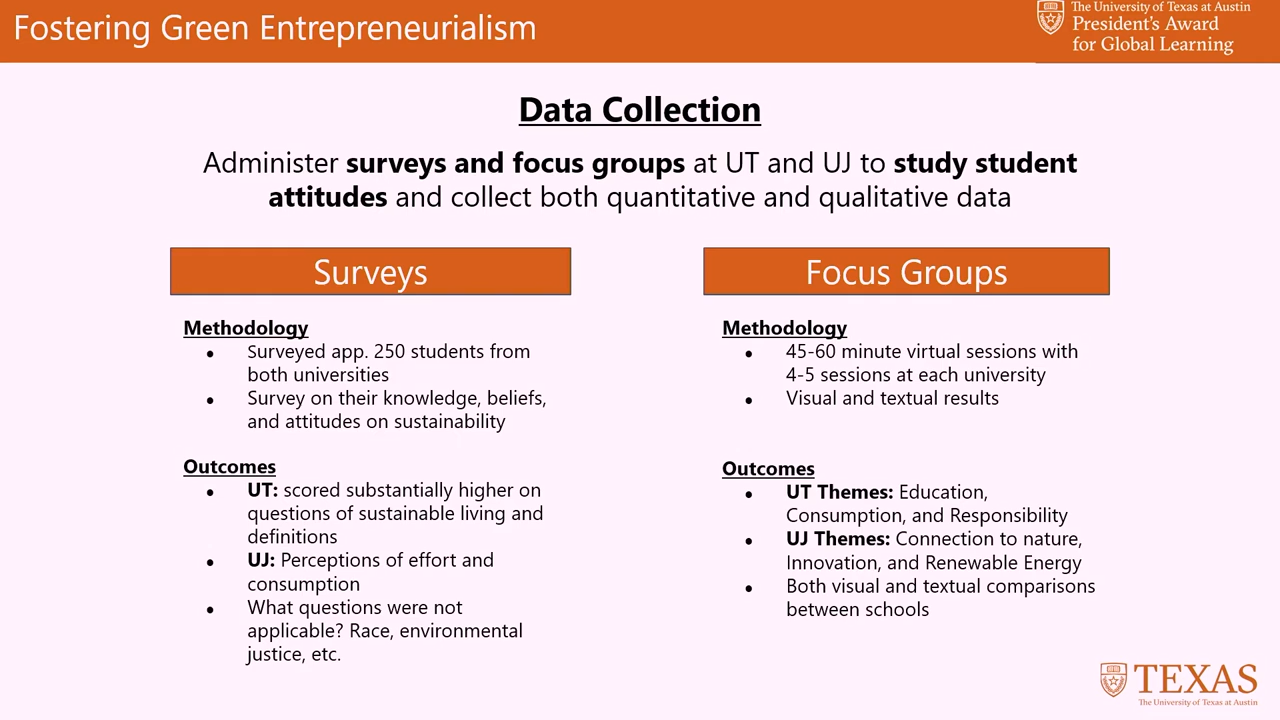 Fostering Green Entrepreneurialism
The University of Texas at Austin
President's Award
for Global Learning
Data Collection
Administer surveys and focus groups at UT and UJ to study student
attitudes and collect both quantitative and qualitative data
Surveys
Methodology
● Surveyed app. 250 students from
both universities
● Survey on their knowledge, beliefs,
and attitudes on sustainability
Outcomes
● UT: scored substantially higher on
questions of sustainable living and
definitions
● UJ: Perceptions of effort and
consumption
● What questions were not
applicable? Race, environmental
justice, etc.
Focus Groups
Methodology
● 45-60 minute virtual sessions with
4-5 sessions at each university
● Visual and textual results
Outcomes
● UT Themes: Education,
Consumption, and Responsibility
● UJ Themes: Connection to nature,
Innovation, and Renewable Energy
● Both visual and textual comparisons
between schools
TEXAS
The University of Texas at Austin